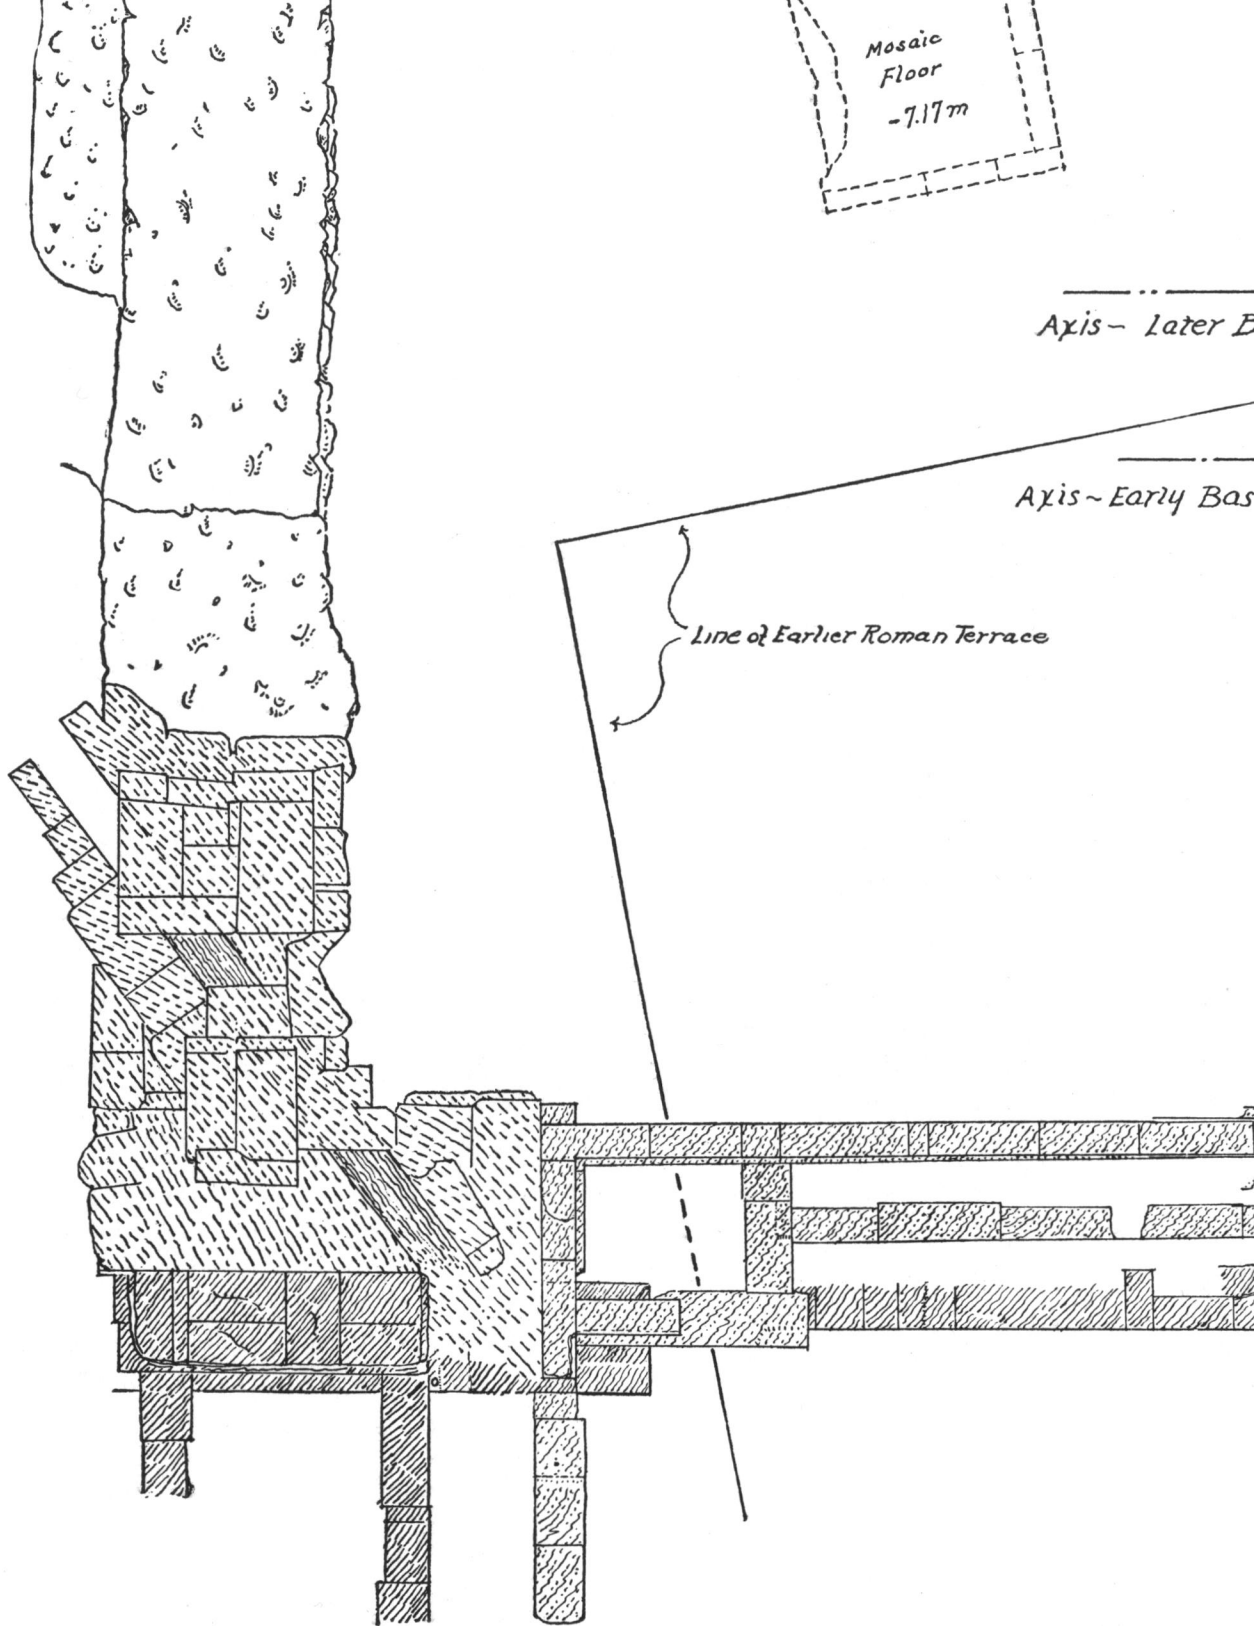 Mosaic
Floor
-7.17m
Axis~ Later B
Axis~Early Bas
Line of Earlier Roman Terrace